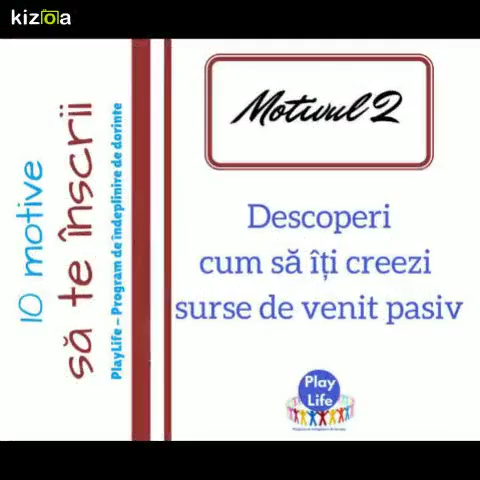 kizoa
10 motive
să te înscrii
PlayLife - Program de îndeplinire de dorinte
Motivul 2
Descoperi
cum să îți creezi
surse de venit pasiv
Play
Life